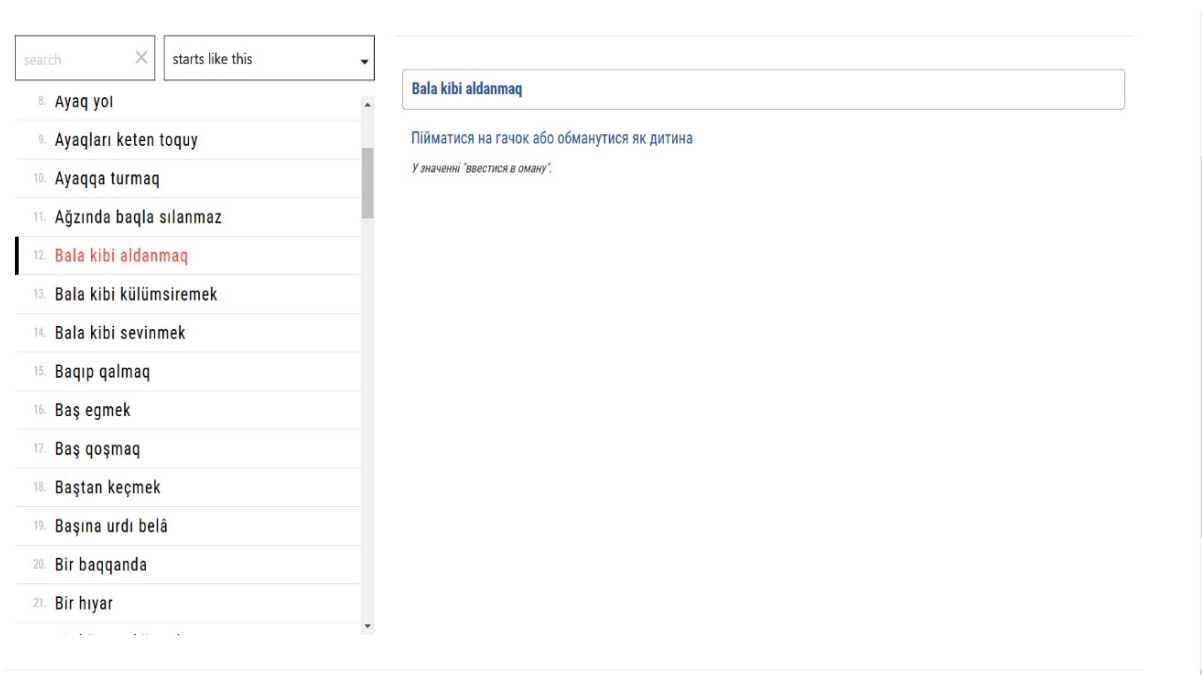 search
starts like this
8. Ayaq yol
9. Ayaqları keten toquy
10. Ayaqqa turmaq
11. Ağzında baqla sılanmaz
12. Bala kibi aldanmaq
13. Bala kibi külümsiremek
14. Bala kibi sevinmek
15. Baqıp qalmaq
16. Baş egmek
17. Baş qoşmaq
18. Baştan keçmek
19. Başına urdı belâ
20. Bir baqqanda
21. Bir hıyar
Bala kibi aldanmaq
Пійматися на гачок або обманутися як дитина
У значенні "ввестися в оману".